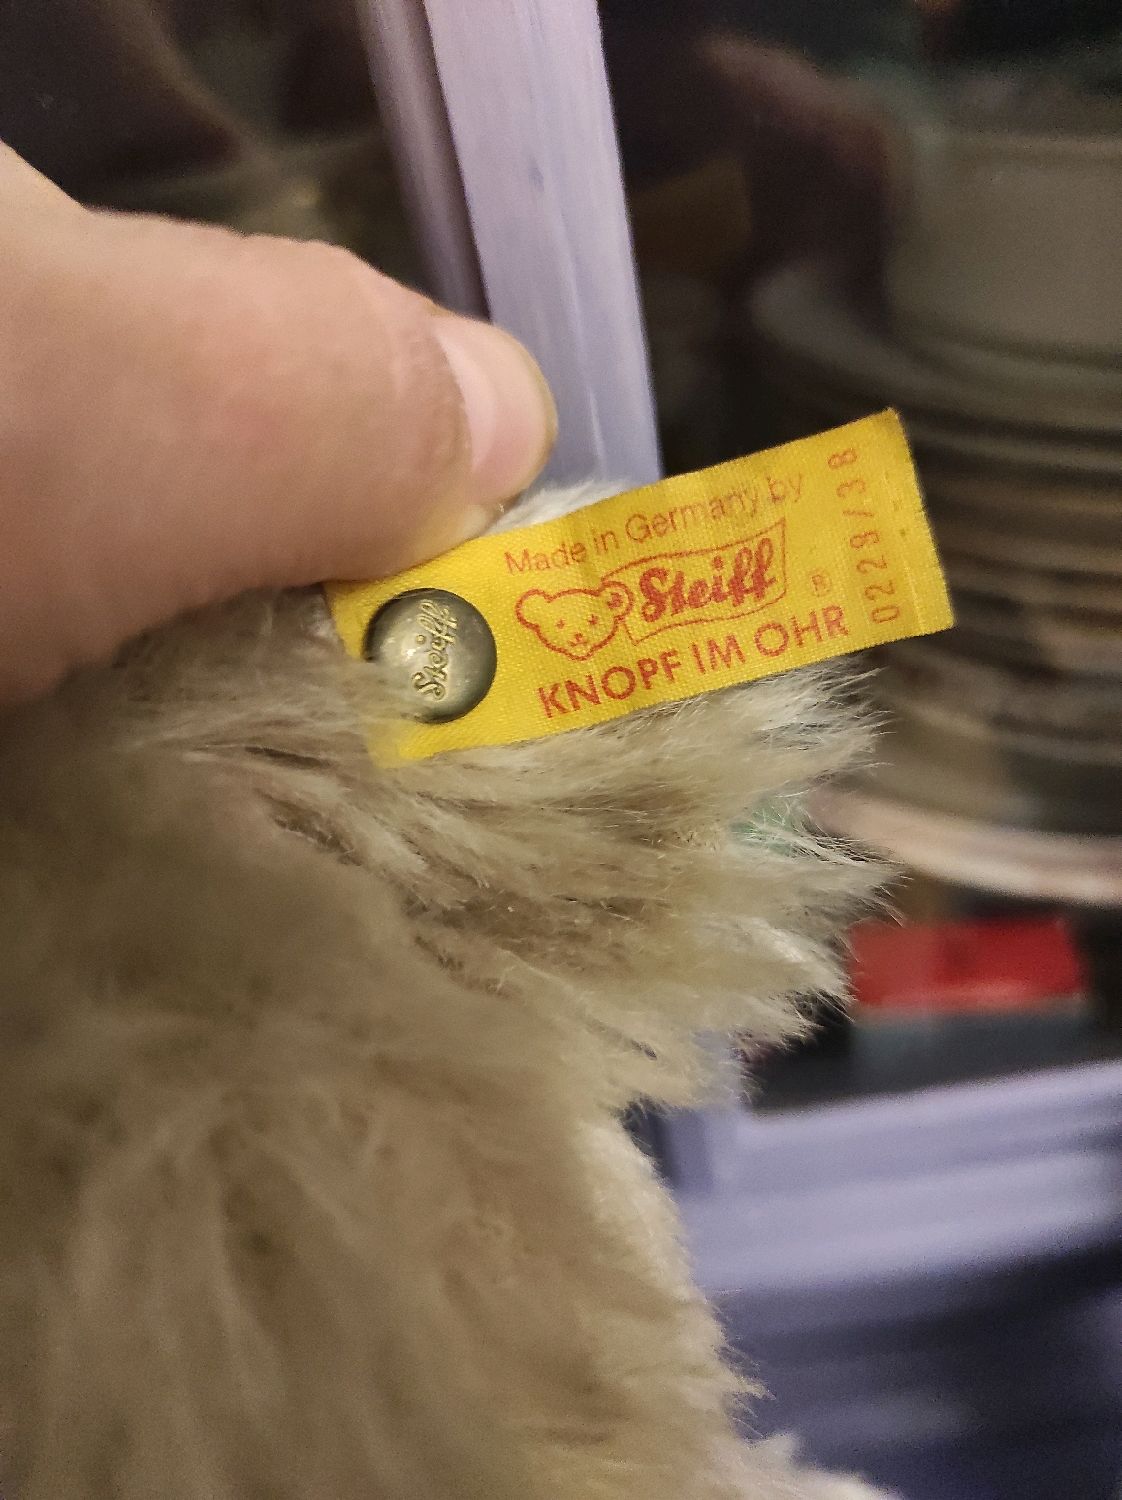 Made in Germany by
Steiff
®
KNOPF IM OHR
0229/38
Steiff